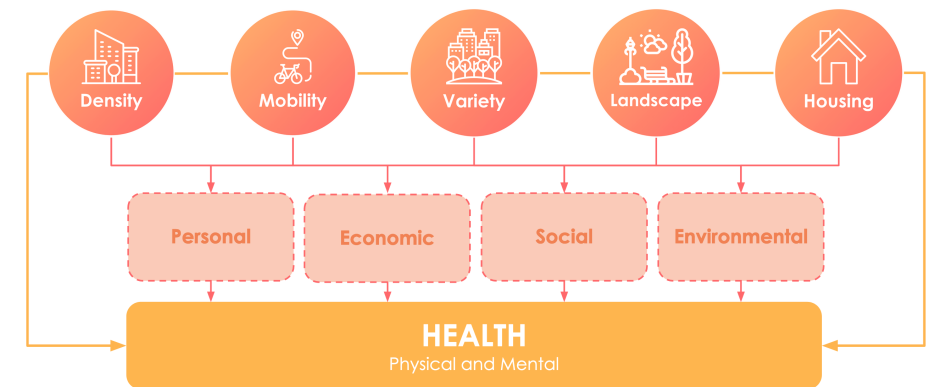 Density
Mobility
Variety
Landscape
Housing
Personal
Economic
Social
Environmental
HEALTH
Physical and Mental